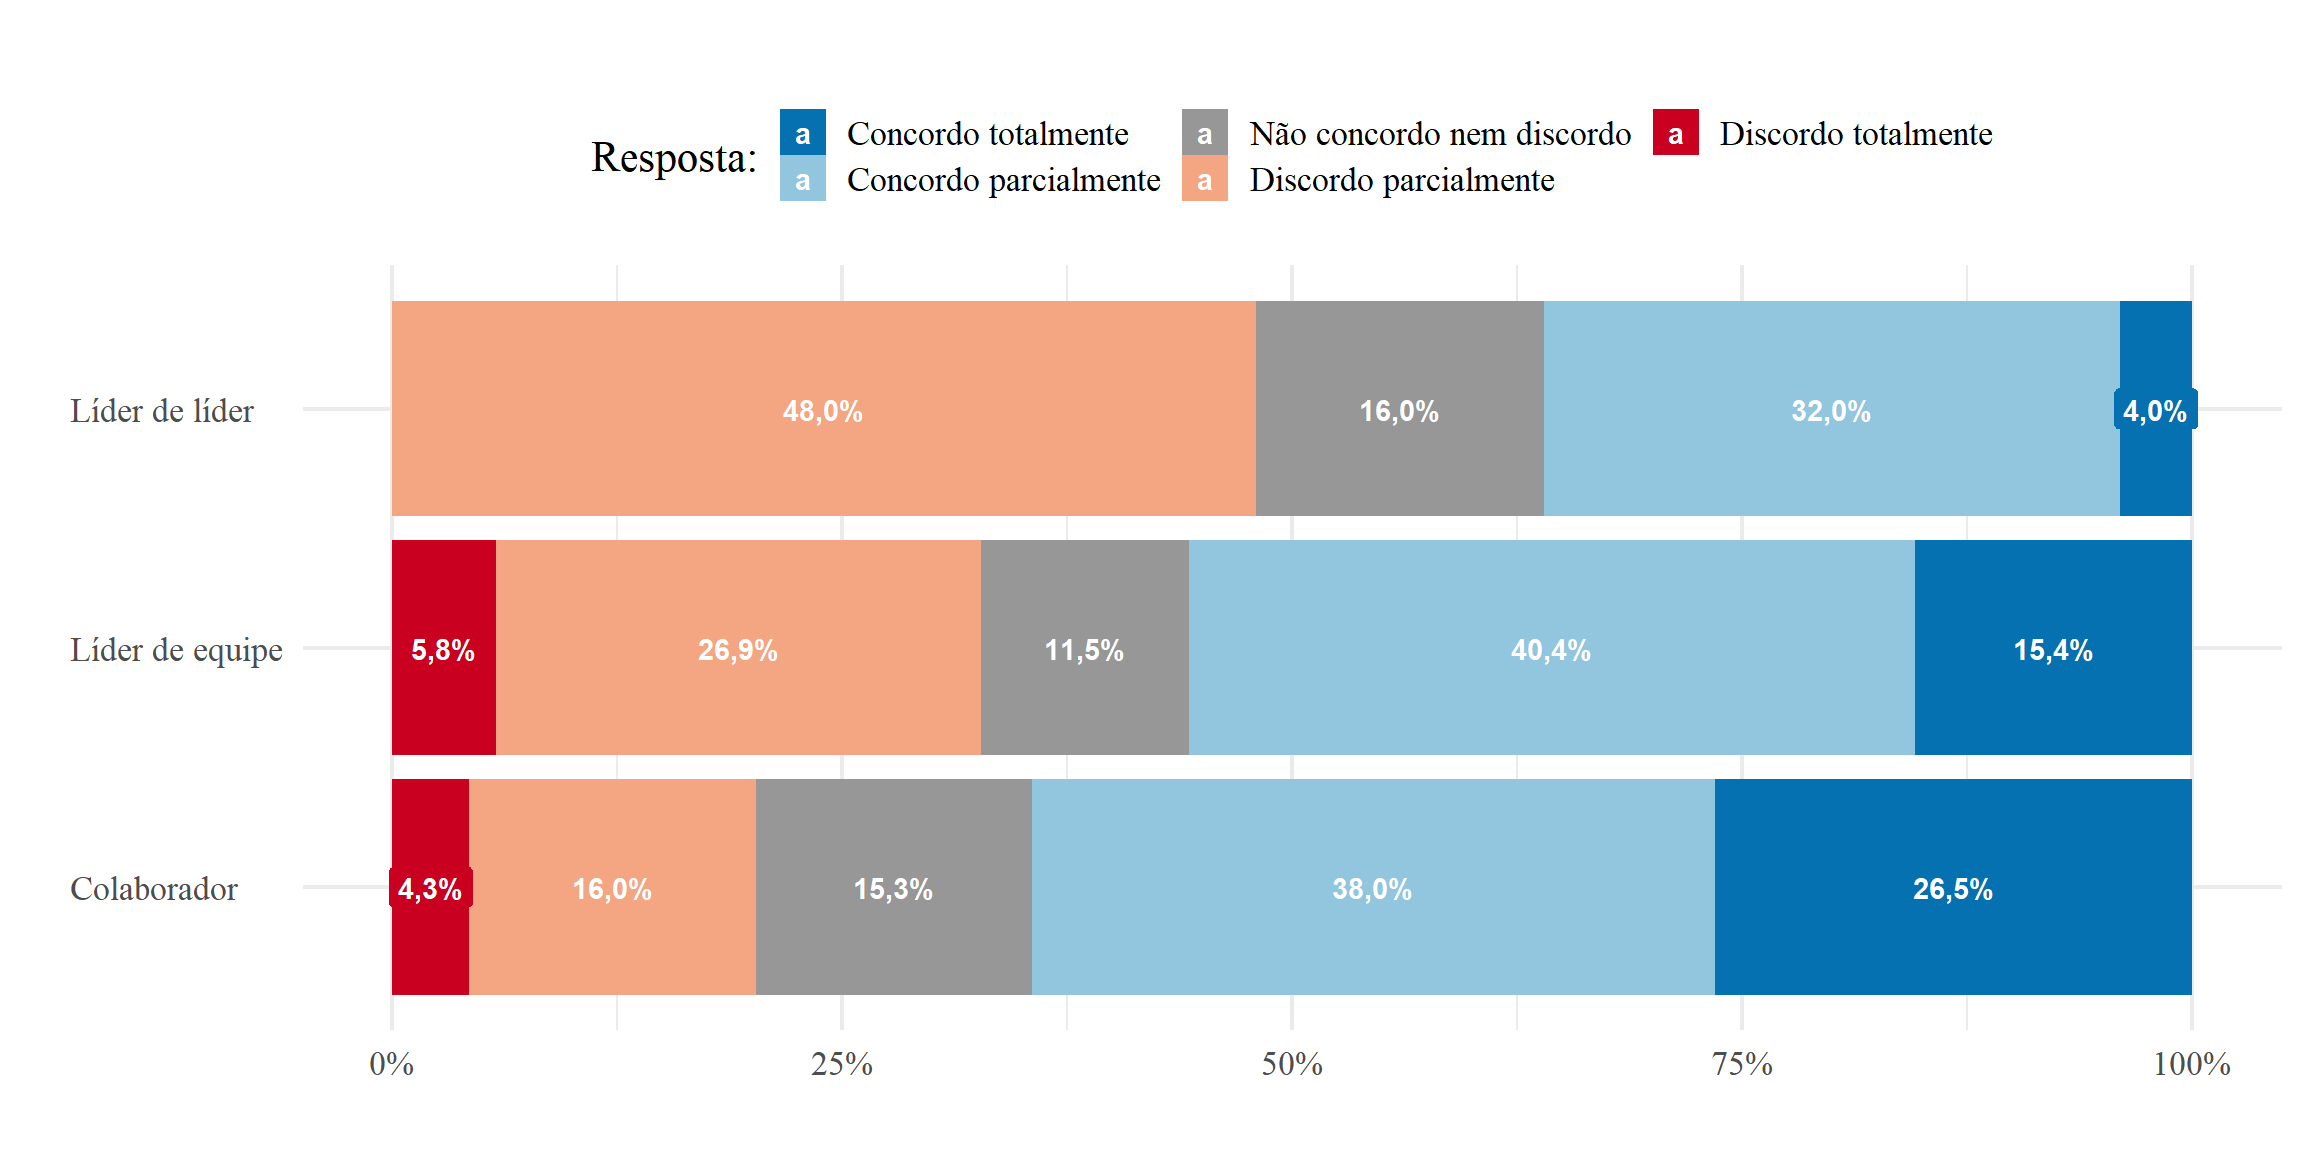 Resposta:
a Concordo totalmente a Não concordo nem discordo a Discordo totalmente
a Concordo parcialmente a Discordo parcialmente
Líder de líder 48,0% 16,0% 32,0% 4,0%
Líder de equipe 5,8% 26,9% 11,5% 40,4% 15,4%
Colaborador 4,3% 16,0% 15,3% 38,0% 26,5%
0% 25% 50% 75% 100%